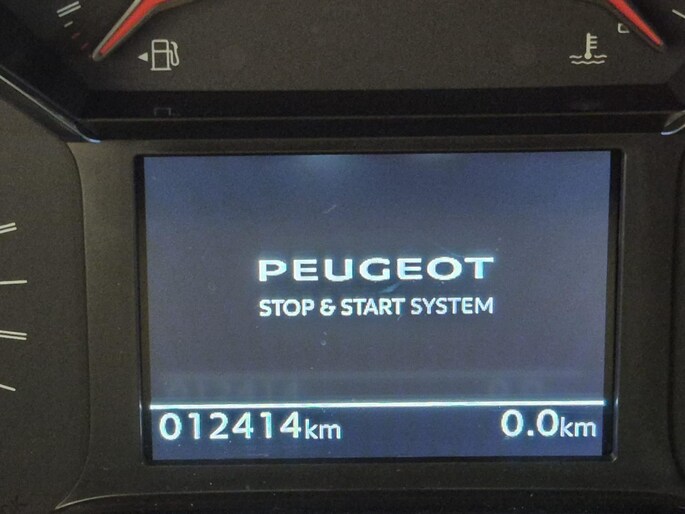 PEUGEOT
STOP & START SYSTEM
012414km 0.0km